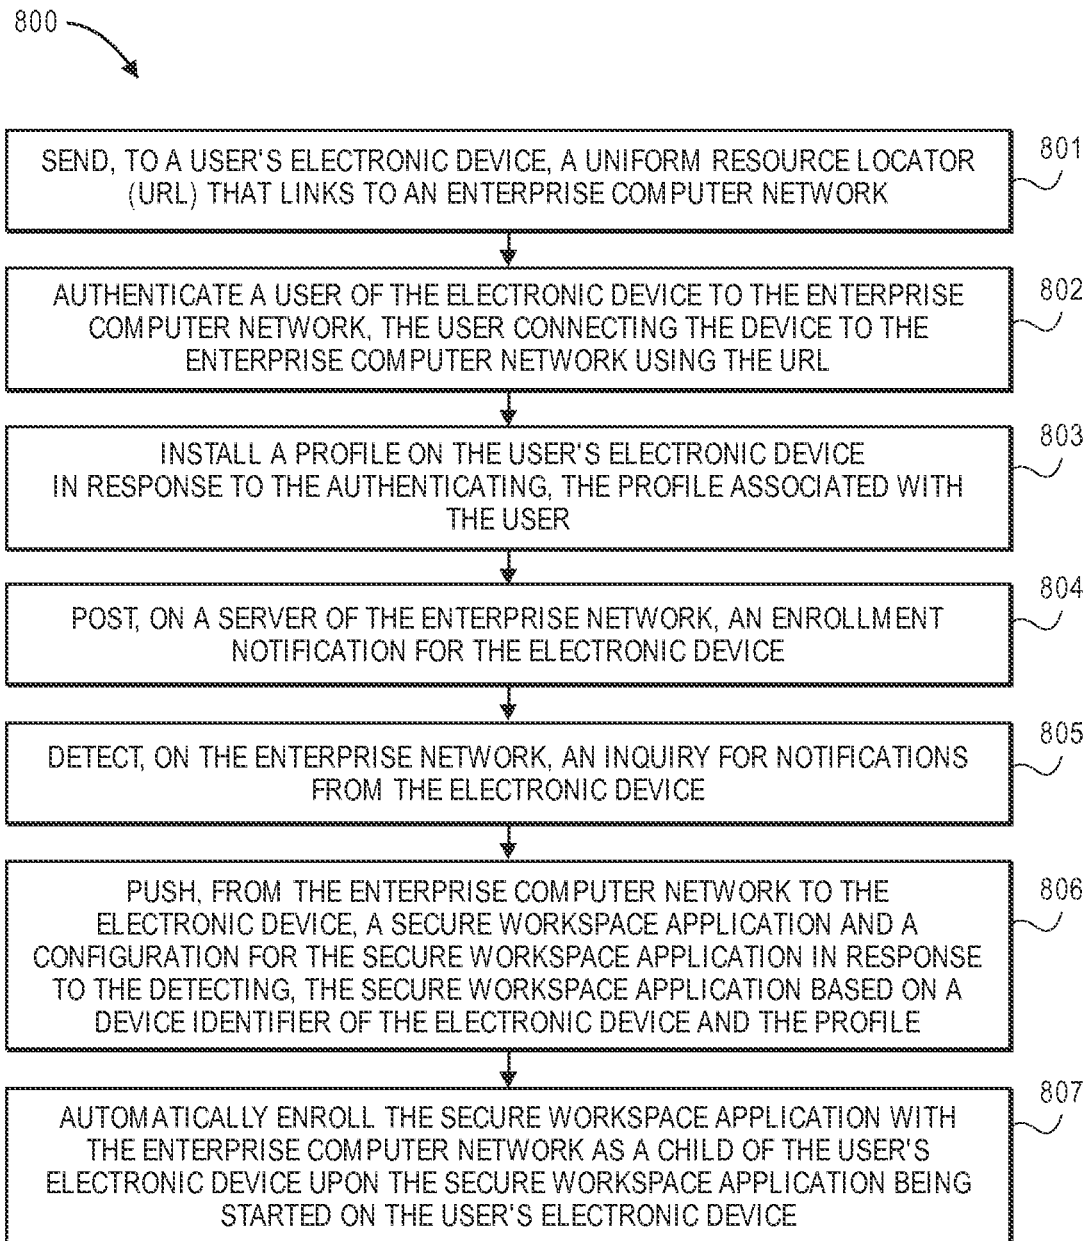 800
SEND, TO A USER'S ELECTRONIC DEVICE, A UNIFORM RESOURCE LOCATOR
(URL) THAT LINKS TO AN ENTERPRISE COMPUTER NETWORK
801
AUTHENTICATE A USER OF THE ELECTRONIC DEVICE TO THE ENTERPRISE
COMPUTER NETWORK, THE USER CONNECTING THE DEVICE TO THE
ENTERPRISE COMPUTER NETWORK USING THE URL
802
INSTALL A PROFILE ON THE USER'S ELECTRONIC DEVICE
IN RESPONSE TO THE AUTHENTICATING, THE PROFILE ASSOCIATED WITH
THE USER
803
POST, ON A SERVER OF THE ENTERPRISE NETWORK, AN ENROLLMENT
NOTIFICATION FOR THE ELECTRONIC DEVICE
804
DETECT, ON THE ENTERPRISE NETWORK, AN INQUIRY FOR NOTIFICATIONS
FROM THE ELECTRONIC DEVICE
805
PUSH, FROM THE ENTERPRISE COMPUTER NETWORK TO THE
ELECTRONIC DEVICE, A SECURE WORKSPACE APPLICATION AND A
CONFIGURATION FOR THE SECURE WORKSPACE APPLICATION IN RESPONSE
TO THE DETECTING, THE SECURE WORKSPACE APPLICATION BASED ON A
DEVICE IDENTIFIER OF THE ELECTRONIC DEVICE AND THE PROFILE
806
AUTOMATICALLY ENROLL THE SECURE WORKSPACE APPLICATION WITH
THE ENTERPRISE COMPUTER NETWORK AS A CHILD OF THE USER'S
ELECTRONIC DEVICE UPON THE SECURE WORKSPACE APPLICATION BEING
STARTED ON THE USER'S ELECTRONIC DEVICE
807